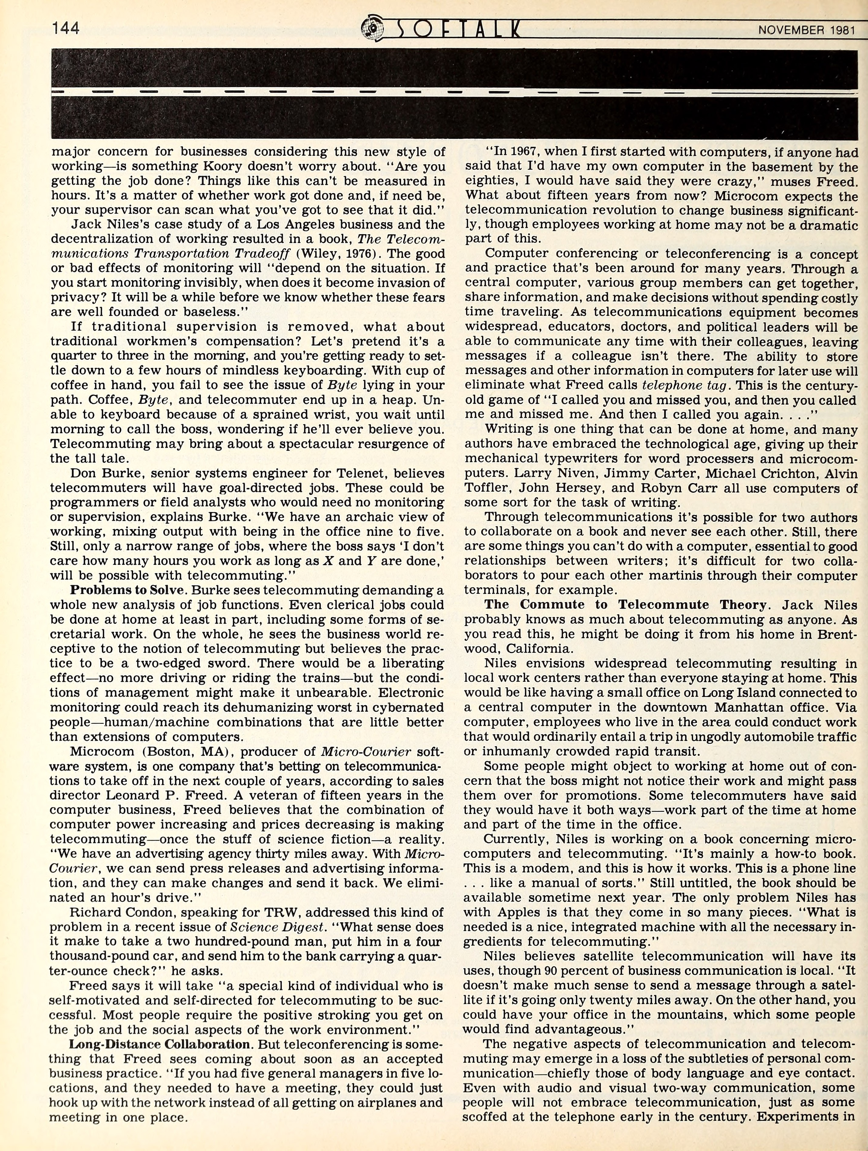 144
SOFTALK
NOVEMBER 1981
major concern for businesses considering this new style of
working—is something Koory doesn't worry about. "Are you
getting the job done? Things like this can't be measured in
hours. It's a matter of whether work got done and, if need be,
your supervisor can scan what you've got to see that it did."
Jack Niles's case study of a Los Angeles business and the
decentralization of working resulted in a book, The Telecom-
munications Transportation Tradeoff (Wiley, 1976). The good
or bad effects of monitoring will "depend on the situation. If
you start monitoring invisibly, when does it become invasion of
privacy? It will be a while before we know whether these fears
are well founded or baseless."
If traditional supervision is removed, what about
traditional workmen's compensation? Let's pretend it's a
quarter to three in the morning, and you're getting ready to set-
tle down to a few hours of mindless keyboarding. With cup of
coffee in hand, you fail to see the issue of Byte lying in your
path. Coffee, Byte, and telecommuter end up in a heap. Un-
able to keyboard because of a sprained wrist, you wait until
morning to call the boss, wondering if he'll ever believe you.
Telecommuting may bring about a spectacular resurgence of
the tall tale.
Don Burke, senior systems engineer for Telenet, believes
telecommuters will have goal-directed jobs. These could be
programmers or field analysts who would need no monitoring
or supervision, explains Burke. "We have an archaic view of
working, mixing output with being in the office nine to five.
Still, only a narrow range of jobs, where the boss says 'I don't
care how many hours you work as long as X and Y are done,'
will be possible with telecommuting."
Problems to Solve. Burke sees telecommuting demanding a
whole new analysis of job functions. Even clerical jobs could
be done at home at least in part, including some forms of se-
cretarial work. On the whole, he sees the business world re-
ceptive to the notion of telecommuting but believes the prac-
tice to be a two-edged sword. There would be a liberating
effect—no more driving or riding the trains—but the condi-
tions of management might make it unbearable. Electronic
monitoring could reach its dehumanizing worst in cybernated
people—human/machine combinations that are little better
than extensions of computers.
Microcom (Boston, MA), producer of Micro-Courier soft-
ware system, is one company that's betting on telecommunica-
tions to take off in the next couple of years, according to sales
director Leonard P. Freed. A veteran of fifteen years in the
computer business, Freed believes that the combination of
computer power increasing and prices decreasing is making
telecommuting—once the stuff of science fiction—a reality.
"We have an advertising agency thirty miles away. With Micro-
Courier, we can send press releases and advertising informa-
tion, and they can make changes and send it back. We elimi-
nated an hour's drive."
Richard Condon, speaking for TRW, addressed this kind of
problem in a recent issue of Science Digest. "What sense does
it make to take a two hundred-pound man, put him in a four
thousand-pound car, and send him to the bank carrying a quar-
ter-ounce check?" he asks.
Freed says it will take "a special kind of individual who is
self-motivated and self-directed for telecommuting to be suc-
cessful. Most people require the positive stroking you get on
the job and the social aspects of the work environment."
Long-Distance Collaboration. But teleconferencing is some-
thing that Freed sees coming about soon as an accepted
business practice. "If you had five general managers in five lo-
cations, and they needed to have a meeting, they could just
hook up with the network instead of all getting on airplanes and
meeting in one place.
"In 1967, when I first started with computers, if anyone had
said that I'd have my own computer in the basement by the
eighties, I would have said they were crazy," muses Freed.
What about fifteen years from now? Microcom expects the
telecommunication revolution to change business significant-
ly, though employees working at home may not be a dramatic
part of this.
Computer conferencing or teleconferencing is a concept
and practice that's been around for many years. Through a
central computer, various group members can get together,
share information, and make decisions without spending costly
time traveling. As telecommunications equipment becomes
widespread, educators, doctors, and political leaders will be
able to communicate any time with their colleagues, leaving
messages if a colleague isn't there. The ability to store
messages and other information in computers for later use will
eliminate what Freed calls telephone tag. This is the century-
old game of "I called you and missed you, and then you called
me and missed me. And then I called you again. . . ."
Writing is one thing that can be done at home, and many
authors have embraced the technological age, giving up their
mechanical typewriters for word processers and microcom-
puters. Larry Niven, Jimmy Carter, Michael Crichton, Alvin
Toffler, John Hersey, and Robyn Carr all use computers of
some sort for the task of writing.
Through telecommunications it's possible for two authors
to collaborate on a book and never see each other. Still, there
are some things you can't do with a computer, essential to good
relationships between writers; it's difficult for two colla-
borators to pour each other martinis through their computer
terminals, for example.
The Commute to Telecommute Theory. Jack Niles
probably knows as much about telecommuting as anyone. As
you read this, he might be doing it from his home in Brent-
wood, California.
Niles envisions widespread telecommuting resulting in
local work centers rather than everyone staying at home. This
would be like having a small office on Long Island connected to
a central computer in the downtown Manhattan office. Via
computer, employees who live in the area could conduct work
that would ordinarily entail a trip in ungodly automobile traffic
or inhumanly crowded rapid transit.
Some people might object to working at home out of con-
cern that the boss might not notice their work and might pass
them over for promotions. Some telecommuters have said
they would have it both ways—work part of the time at home
and part of the time in the office.
Currently, Niles is working on a book concerning micro-
computers and telecommuting. "It's mainly a how-to book.
This is a modem, and this is how it works. This is a phone line
. . . like a manual of sorts." Still untitled, the book should be
available sometime next year. The only problem Niles has
with Apples is that they come in so many pieces. "What is
needed is a nice, integrated machine with all the necessary in-
gredients for telecommuting."
Niles believes satellite telecommunication will have its
uses, though 90 percent of business communication is local. "It
doesn't make much sense to send a message through a satel-
lite if it's going only twenty miles away. On the other hand, you
could have your office in the mountains, which some people
would find advantageous."
The negative aspects of telecommunication and telecom-
muting may emerge in a loss of the subtleties of personal com-
munication—chiefly those of body language and eye contact.
Even with audio and visual two-way communication, some
people will not embrace telecommunication, just as some
scoffed at the telephone early in the century. Experiments in